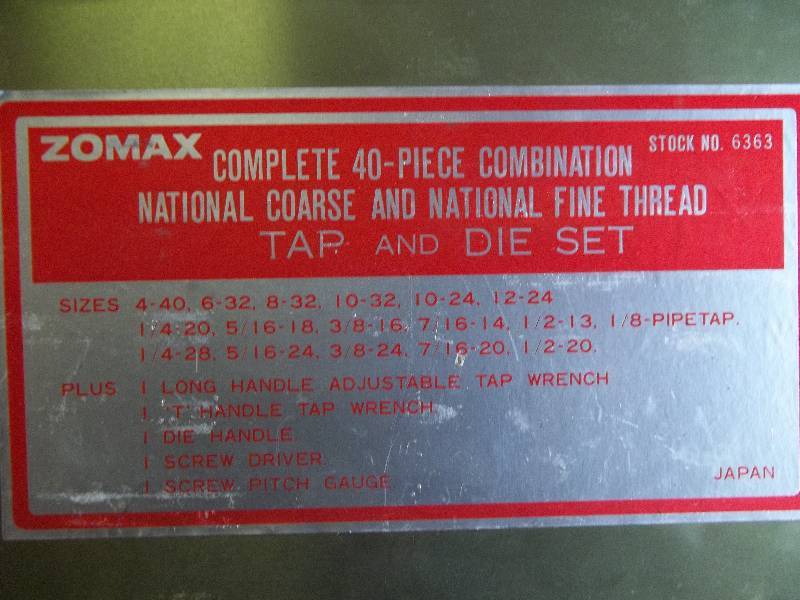 ZOMAX
STOCK NO. 6363
COMPLETE 40-PIECE COMBINATION
NATIONAL COARSE AND NATIONAL FINE THREAD
TAP AND DIE SET
SIZES 4-40, 6-32, 8-32, 10-32, 10-24, 12-24
1/4-20, 5/16-18, 3/8-16, 7/16-14, 1/2-13, 1/8-PIPETAP.
1/4-28, 5/16-24, 3/8-24, 7/16-20, 1/2-20.
PLUS 1 LONG HANDLE ADJUSTABLE TAP WRENCH
1 "T" HANDLE TAP WRENCH
1 DIE HANDLE
1 SCREW DRIVER
1 SCREW PITCH GAUGE
JAPAN